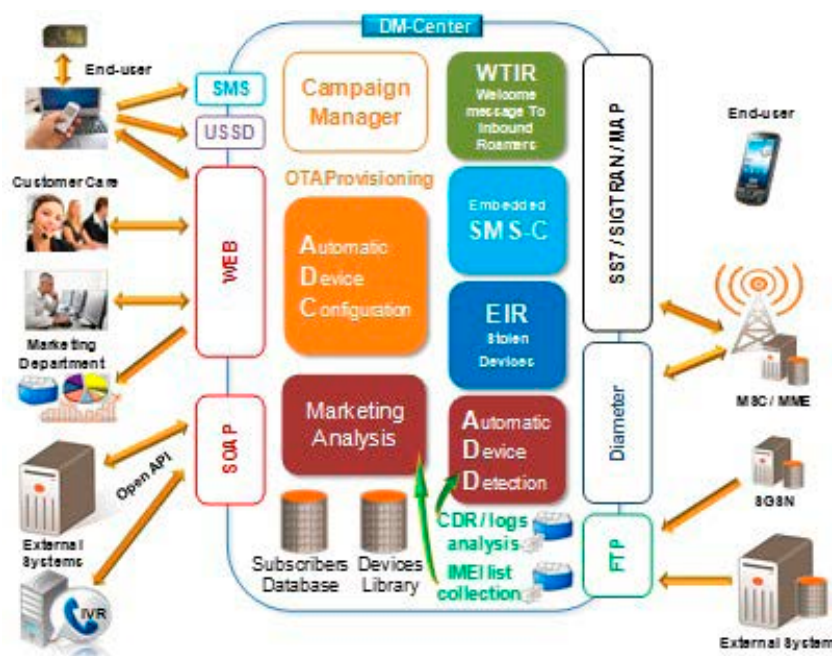 DM-Center
End-user
SMS
USSD
Campaign
Manager
WTIR
Welcome
message To
Inbound
Roamers
SS7 / SIGTRAN / MAP
End-user
Customer Care
OTA Provisioning
WEB
Automatic
Device
Configuration
Embedded
SMS-C
EIR
Stolen
Devices
Marketing
Department
Diameter
MSC / MME
SOAP
Marketing
Analysis
Automatic
Device
Detection
Open API
SGSN
External
Systems
Subscribers
Database
Devices
Library
CDR / logs
analysis
IMEI list
collection
FTP
IVR
External System